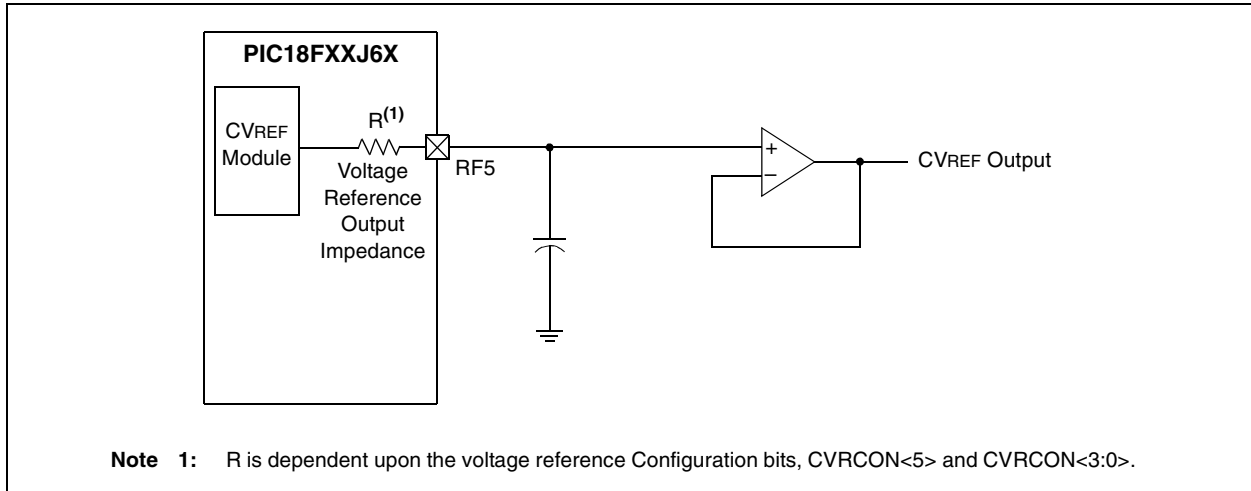 PIC18FXXJ6X
CVREF
Module
R(1)
Voltage
Reference
Output
Impedance
RF5
+
–
CVREF Output
Note 1: R is dependent upon the voltage reference Configuration bits, CVRCON<5> and CVRCON<3:0>.